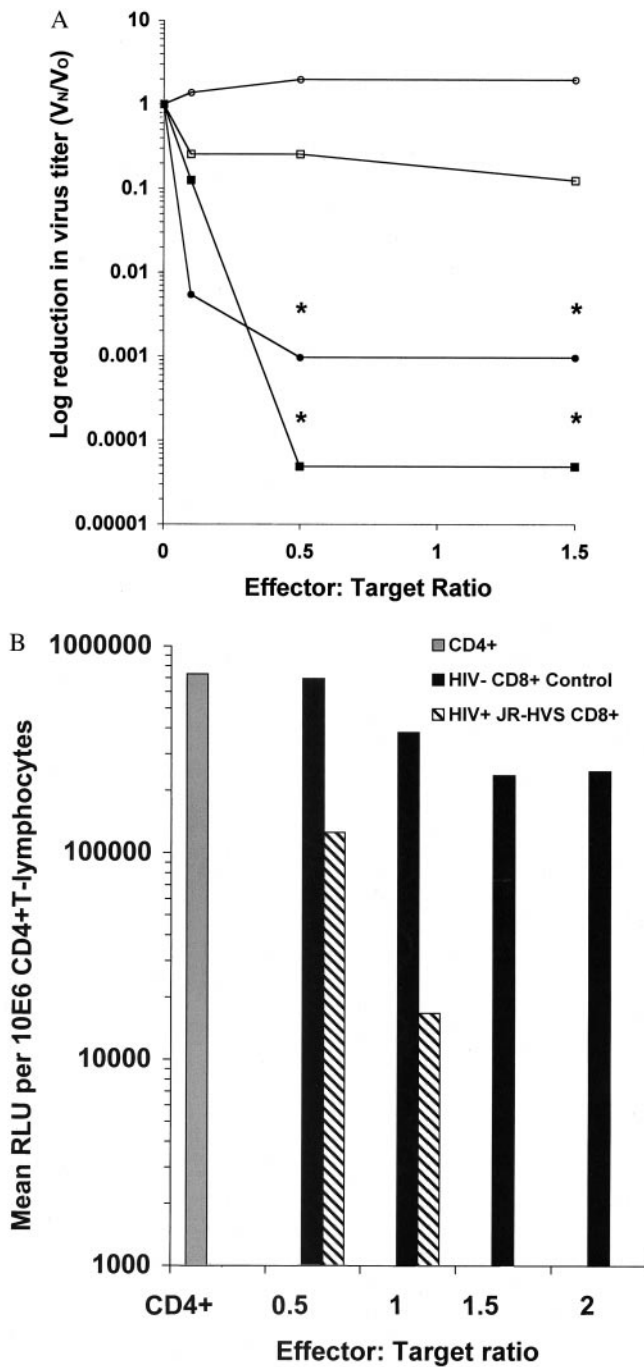 A
Log reduction in virus titer (VN/VO)
10
1
0.1
0.01
0.001
0.0001
0.00001
* *
* *
0 0.5 1 1.5
Effector: Target Ratio
B
Mean RLU per 10E6 CD4+T-lymphocytes
1000000
100000
10000
1000
CD4+
HIV- CD8+ Control
HIV+ JR-HVS CD8+
CD4+ 0.5 1 1.5 2
Effector: Target ratio